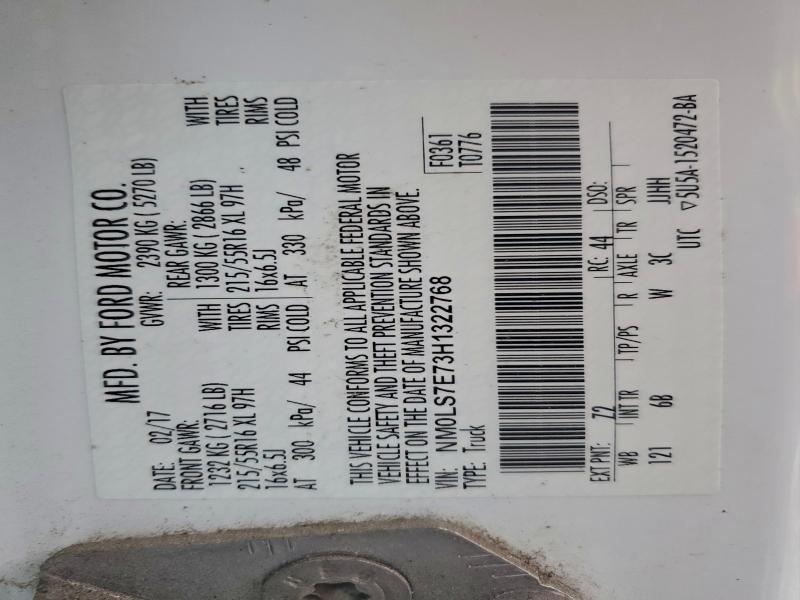 MFD. BY FORD MOTOR CO.
DATE: 02/17 GVWR: 2390 KG ( 5270 LB)
FRONT GAWR: REAR GAWR:
1232 KG ( 2716 LB) WITH 1300 KG ( 2866 LB) WITH
215/55R16 XL 97H TIRES 215/55R16 XL 97H TIRES
16x6.5J RIMS 16x6.5J RIMS
AT 300 kPa/ 44 PSI COLD AT 330 kPa/ 48 PSI COLD
THIS VEHICLE CONFORMS TO ALL APPLICABLE FEDERAL MOTOR
VEHICLE SAFETY AND THEFT PREVENTION STANDARDS IN
EFFECT ON THE DATE OF MANUFACTURE SHOWN ABOVE.
VIN: NM0LS7E73H1322768
TYPE: Truck
F0361
T0776
EXT PNT: Z2 RC: 44 DSO:
WB INT TR TP/PS R AXLE TR SPR
121 6B W 3C JJHH
UTC ▽5U5A-1520472-BA